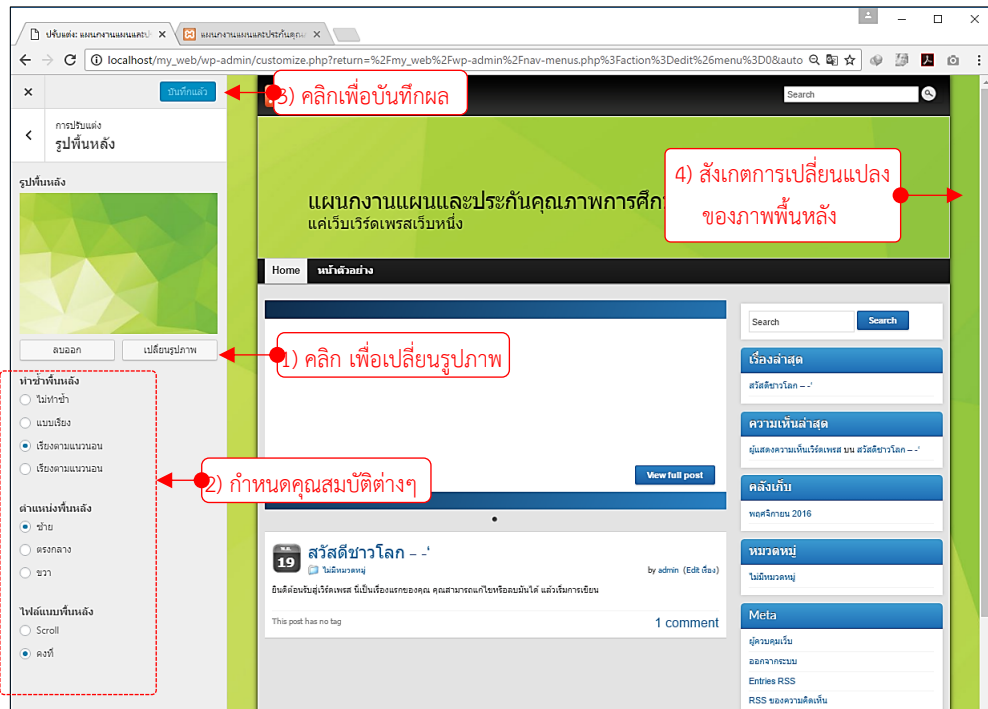 ปรับแต่ง: แผนกงานแผนและป
แผนกงานแผนและประกันคุณ
localhost/my_web/wp-admin/customize.php?return=%2Fmy_web%2Fwp-admin%2Fnav-menus.php%3Faction%3Dedit%26menu%3D0&auto
บันทึกแล้ว
3) คลิกเพื่อบันทึกผล
Search
การปรับแต่ง
รูปพื้นหลัง
รูปพื้นหลัง
4) สังเกตการเปลี่ยนแปลง
ของภาพพื้นหลัง
แผนกงานแผนและประกันคุณภาพการศึก
แค่เว็บเวิร์ดเพรสเว็บหนึ่ง
Home หน้าตัวอย่าง
Search Search
ลบออก เปลี่ยนรูปภาพ
1) คลิก เพื่อเปลี่ยนรูปภาพ
เรื่องล่าสุด
สวัสดีชาวโลก – -‘
ทำซ้ำพื้นหลัง
ไม่ทำซ้ำ
แบบเรียง
เรียงตามแนวนอน
เรียงตามแนวนอน
ความเห็นล่าสุด
ผู้แสดงความเห็นเวิร์ดเพรส บน สวัสดีชาวโลก – -‘
2) กำหนดคุณสมบัติต่างๆ
View full post
คลังเก็บ
พฤศจิกายน 2016
ตำแหน่งพื้นหลัง
ซ้าย
ตรงกลาง
ขวา
พ.ย.
19
สวัสดีชาวโลก – -‘
ไม่มีหมวดหมู่
by admin (Edit เรื่อง)
ยินดีต้อนรับสู่เวิร์ดเพรส นี่เป็นเรื่องแรกของคุณ คุณสามารถแก้ไขหรือลบมันได้ แล้วเริ่มการเขียน
This post has no tag 1 comment
หมวดหมู่
ไม่มีหมวดหมู่
ไฟล์แนบพื้นหลัง
Scroll
คงที่
Meta
ผู้ควบคุมเว็บ
ออกจากระบบ
Entries RSS
RSS ของความคิดเห็น